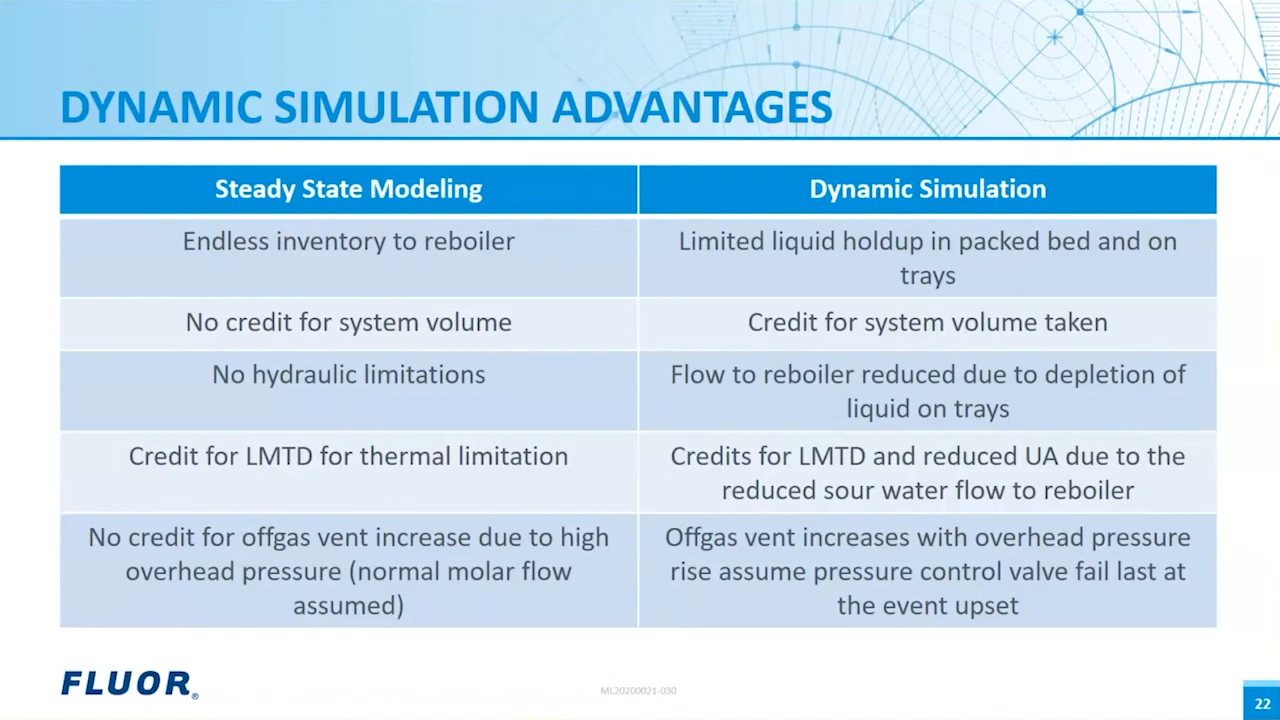 DYNAMIC SIMULATION ADVANTAGES
Steady State Modeling
Dynamic Simulation
Endless inventory to reboiler
Limited liquid holdup in packed bed and on
trays
No credit for system volume
Credit for system volume taken
No hydraulic limitations
Flow to reboiler reduced due to depletion of
liquid on trays
Credit for LMTD for thermal limitation
Credits for LMTD and reduced UA due to the
reduced sour water flow to reboiler
No credit for offgas vent increase due to high
overhead pressure (normal molar flow
assumed)
Offgas vent increases with overhead pressure
rise assume pressure control valve fail last at
the event upset
FLUOR®
ML20200021-030
22